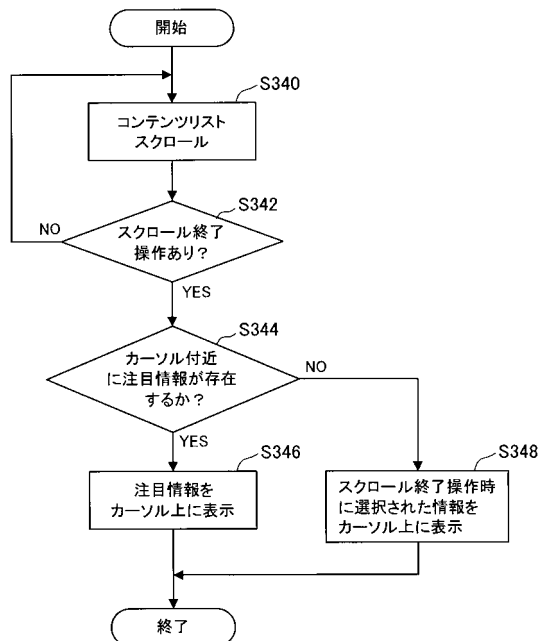 開始
S340
コンテンツリスト
スクロール
S342
NO
スクロール終了
操作あり？
YES
S344
カーソル付近
に注目情報が存在
するか？
NO
YES
S346
注目情報を
カーソル上に表示
S348
スクロール終了操作時
に選択された情報を
カーソル上に表示
終了